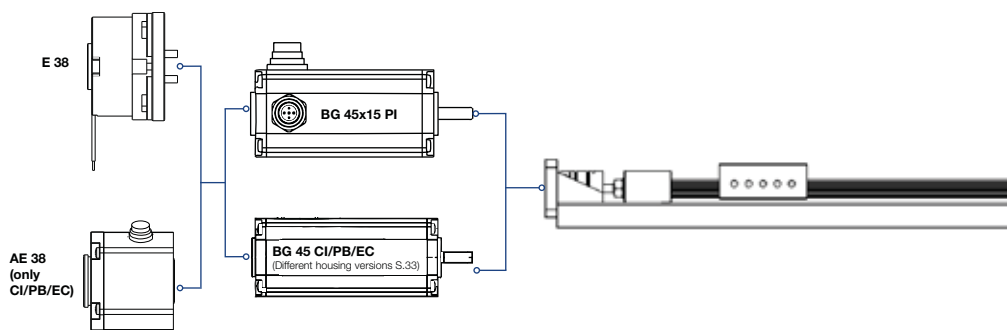 E 38
BG 45x15 PI
AE 38
(only
CI/PB/EC)
BG 45 CI/PB/EC
(Different housing versions S.33)